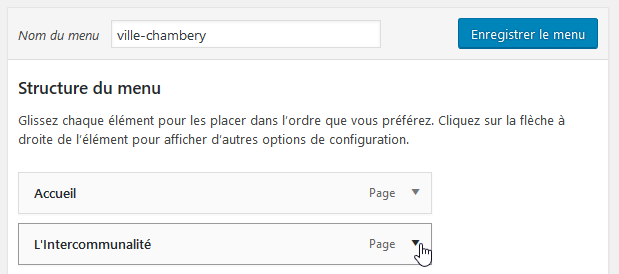 Nom du menu ville-chambery Enregistrer le menu
Structure du menu
Glissez chaque élément pour les placer dans l'ordre que vous préférez. Cliquez sur la flèche à
droite de l'élément pour afficher d'autres options de configuration.
Accueil Page
L'Intercommunalité Page